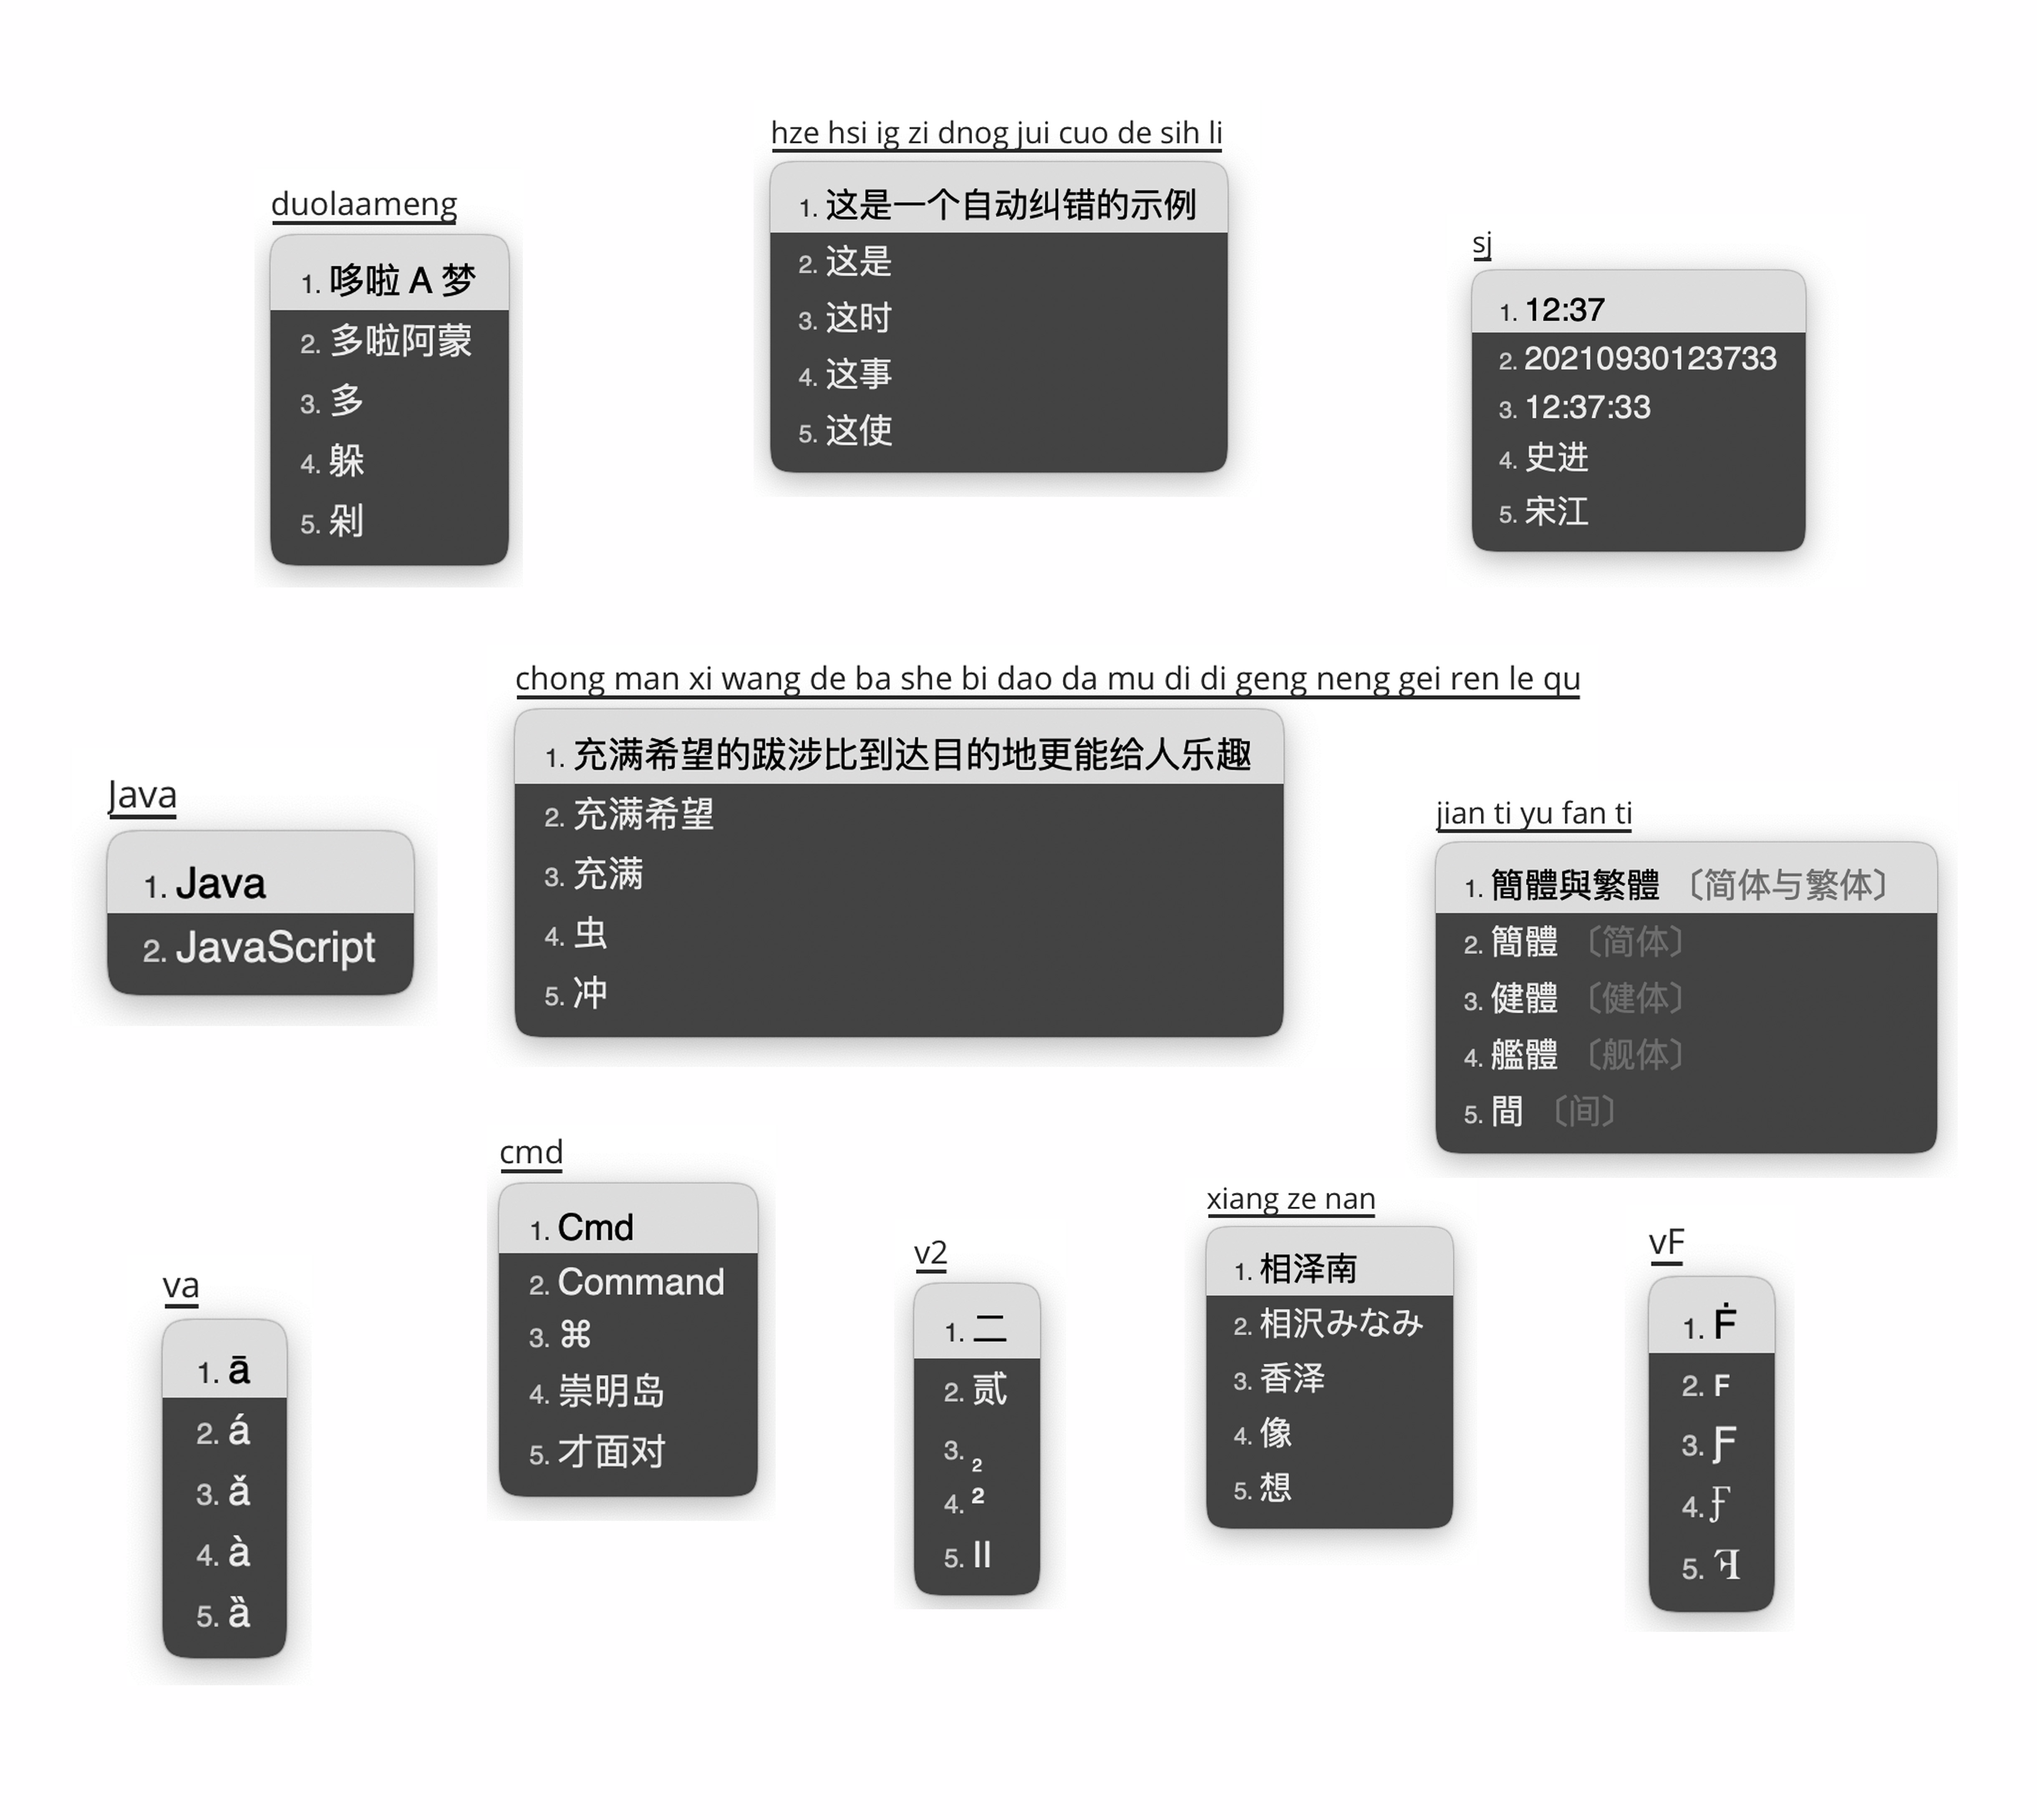 hze hsi ig zi dnog jui cuo de sih li
1. 这是一个自动纠错的示例
2. 这是
3. 这时
4. 这事
5. 这使
duolaameng
1. 哆啦 A 梦
2. 多啦阿蒙
3. 多
4. 躲
5. 剁
sj
1. 12:37
2. 20210930123733
3. 12:37:33
4. 史进
5. 宋江
chong man xi wang de ba she bi dao da mu di di geng neng gei ren le qu
1. 充满希望的跋涉比到达目的地更能给人乐趣
2. 充满希望
3. 充满
4. 虫
5. 冲
Java
1. Java
2. JavaScript
jian ti yu fan ti
1. 簡體與繁體 〔简体与繁体〕
2. 簡體 〔简体〕
3. 健體 〔健体〕
4. 艦體 〔舰体〕
5. 間 〔间〕
cmd
1. Cmd
2. Command
3. ⌘
4. 崇明岛
5. 才面对
xiang ze nan
1. 相泽南
2. 相沢みなみ
3. 香泽
4. 像
5. 想
v2
1. 二
2. 贰
3. ₂
4. ²
5. Ⅱ
vF
1. Ḟ
2. ꜰ
3. Ƒ
4. Ꞙ
5. ꟻ
va
1. ā
2. á
3. ǎ
4. à
5. ȁ